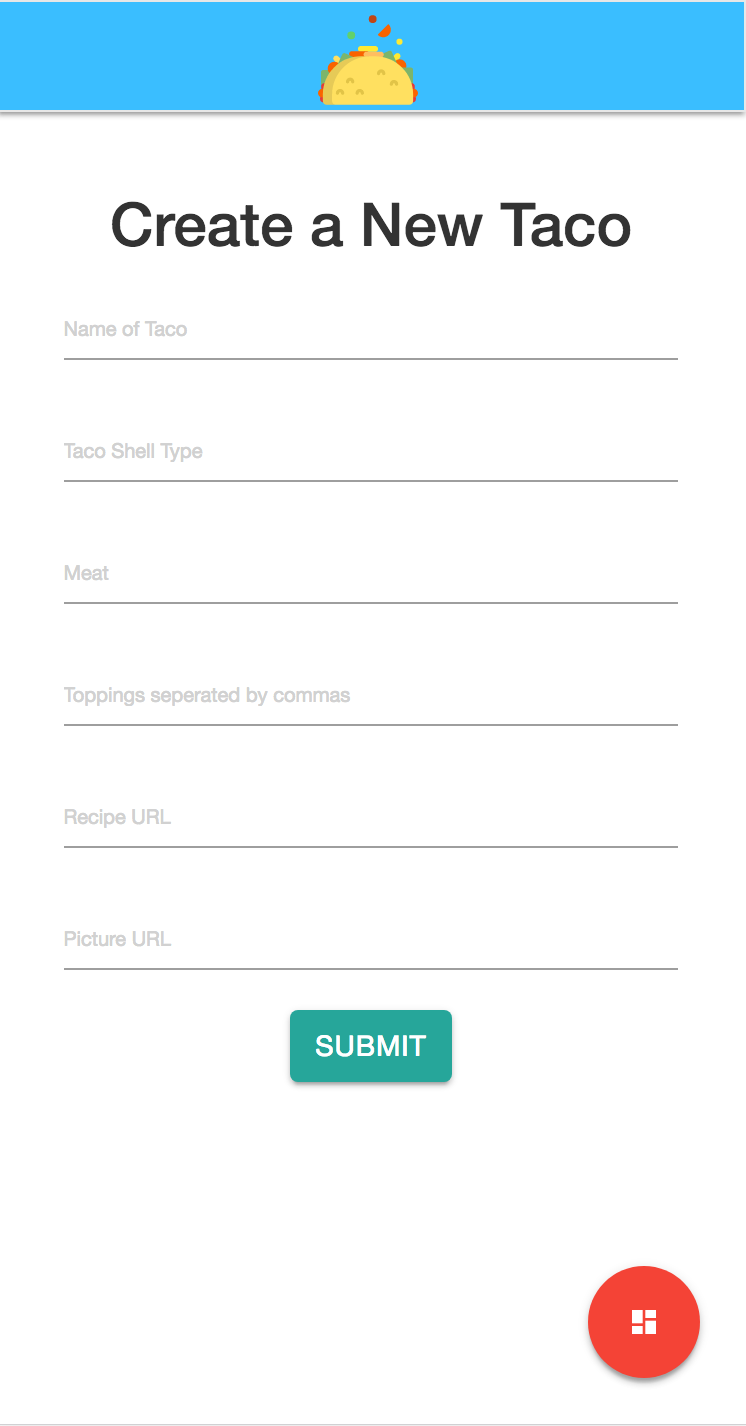 Create a New Taco
Name of Taco
Taco Shell Type
Meat
Toppings seperated by commas
Recipe URL
Picture URL
SUBMIT